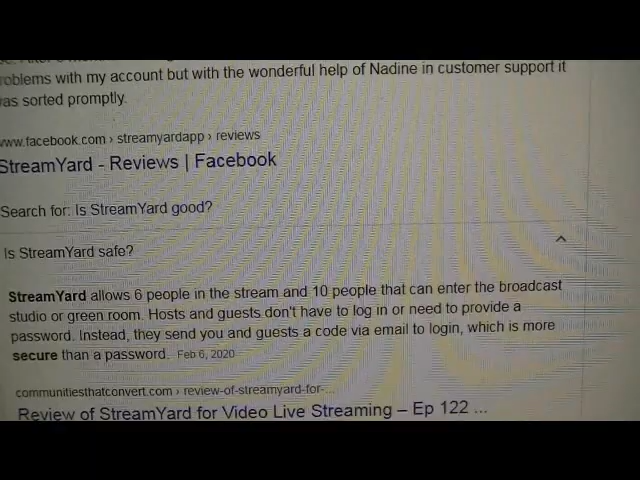 problems with my account but with the wonderful help of Nadine in customer support it
was sorted promptly.
www.facebook.com › streamyardapp › reviews
StreamYard - Reviews | Facebook
Search for: Is StreamYard good?
Is StreamYard safe?
StreamYard allows 6 people in the stream and 10 people that can enter the broadcast
studio or green room. Hosts and guests don't have to log in or need to provide a
password. Instead, they send you and guests a code via email to login, which is more
secure than a password. Feb 6, 2020
communitiesthatconvert.com › review-of-streamyard-for-...
Review of StreamYard for Video Live Streaming – Ep 122 ...